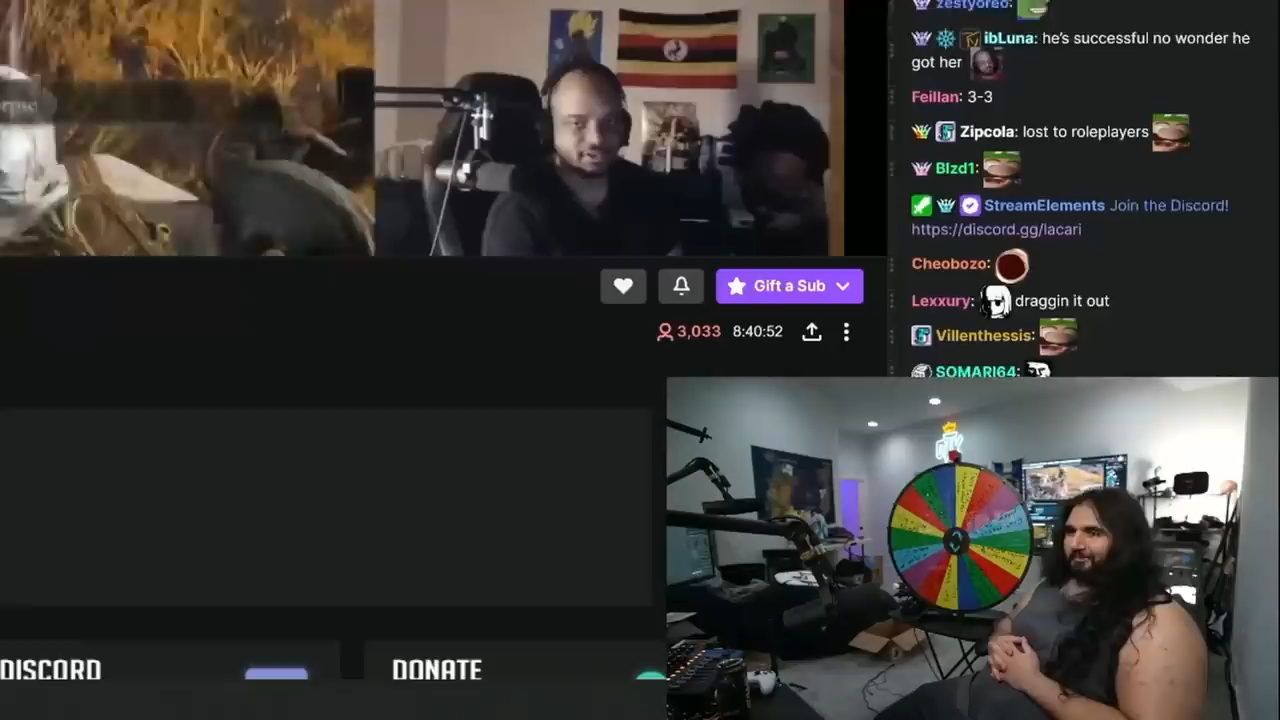 zestyoreo:
ibLuna: he's successful no wonder he
got her
Feillan: 3-3
Zipcola: lost to roleplayers
Blzd1:
StreamElements Join the Discord!
https://discord.gg/lacari
Cheobozo:
Lexxury: draggin it out
Villenthessis:
SOMARI64:
Gift a Sub
3,033 8:40:52
DISCORD
DONATE